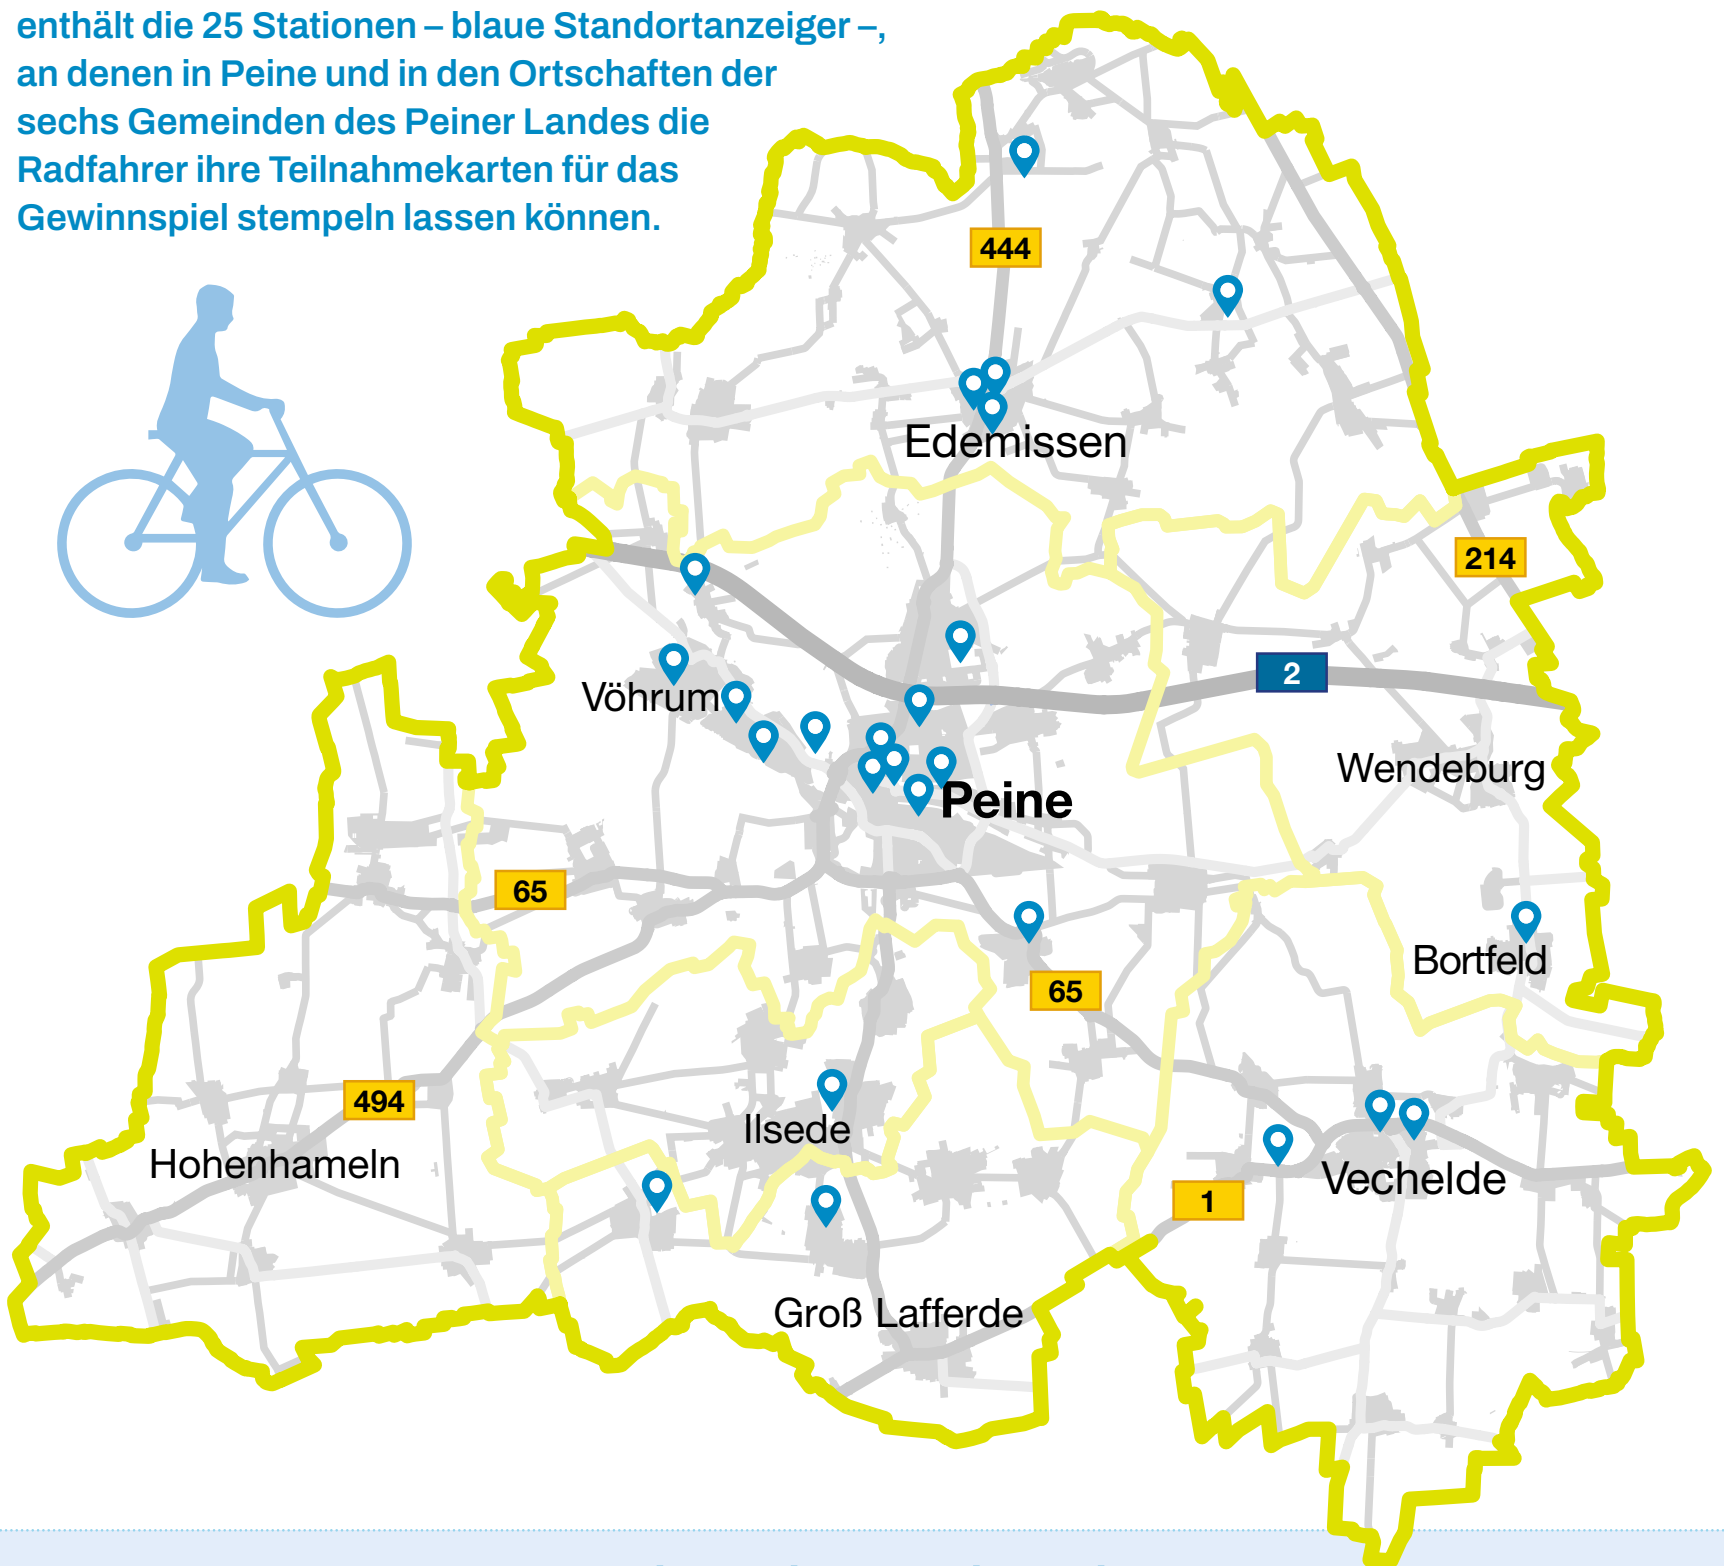 enthält die 25 Stationen – blaue Standortanzeiger –,
an denen in Peine und in den Ortschaften der
sechs Gemeinden des Peiner Landes die
Radfahrer ihre Teilnahmekarten für das
Gewinnspiel stempeln lassen können.
444
Edemissen
214
2
Vöhrum
Wendeburg
Peine
65
Bortfeld
65
494
Ilsede
Hohenhameln
Vechelde
1
Groß Lafferde